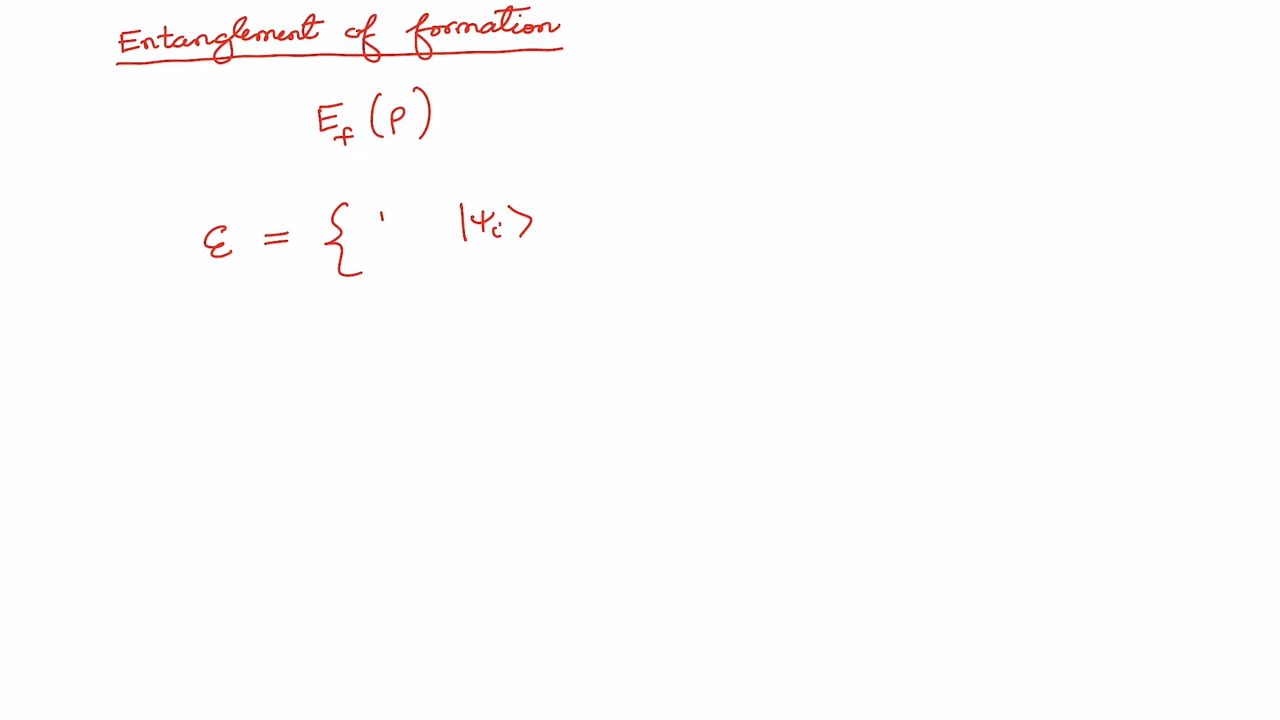 Entanglement of formation
E_f (ρ)
ε = { ' |ψ_i⟩